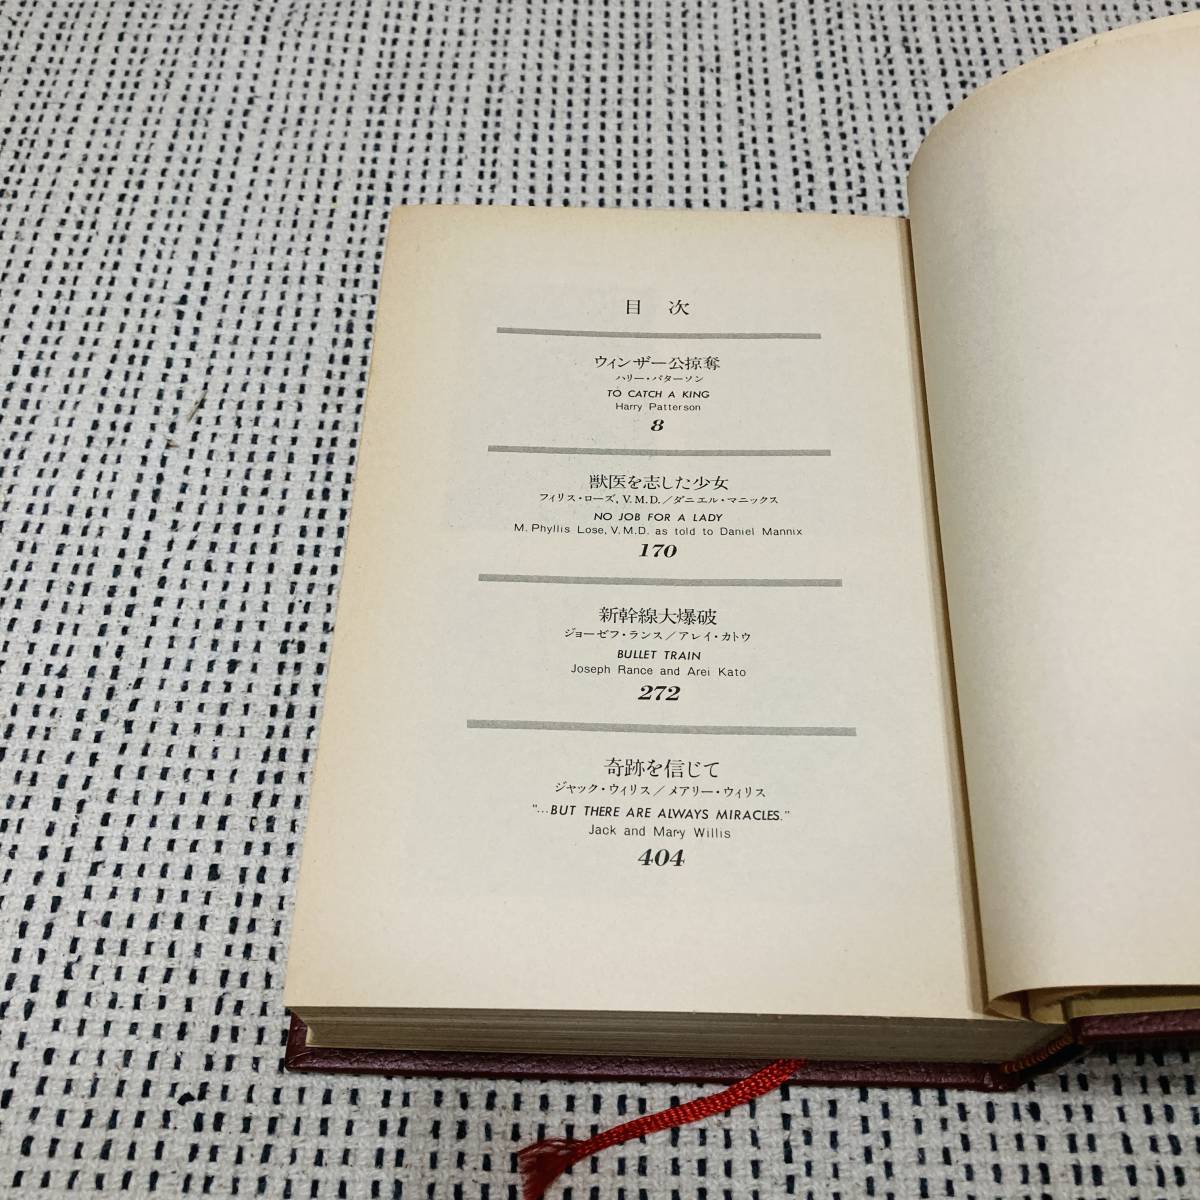 目次
ウィンザー公掠奪
ハリー・パターソン
TO CATCH A KING
Harry Patterson
8
獣医を志した少女
フィリス・ローズ, V.M.D.／ダニエル・マニックス
NO JOB FOR A LADY
M. Phyllis Lose, V.M.D. as told to Daniel Mannix
170
新幹線大爆破
ジョーゼフ・ランス／アレイ・カトウ
BULLET TRAIN
Joseph Rance and Arei Kato
272
奇跡を信じて
ジャック・ウィリス／メアリー・ウィリス
"...BUT THERE ARE ALWAYS MIRACLES."
Jack and Mary Willis
404